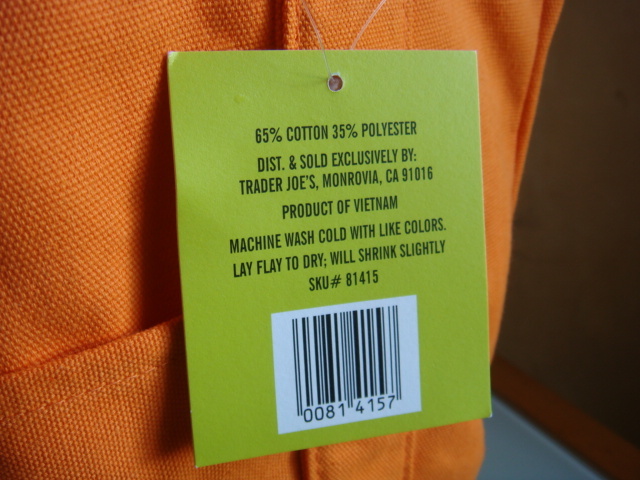 65% COTTON 35% POLYESTER
DIST. & SOLD EXCLUSIVELY BY:
TRADER JOE'S, MONROVIA, CA 91016
PRODUCT OF VIETNAM
MACHINE WASH COLD WITH LIKE COLORS.
LAY FLAY TO DRY; WILL SHRINK SLIGHTLY
SKU# 81415
0081 4157